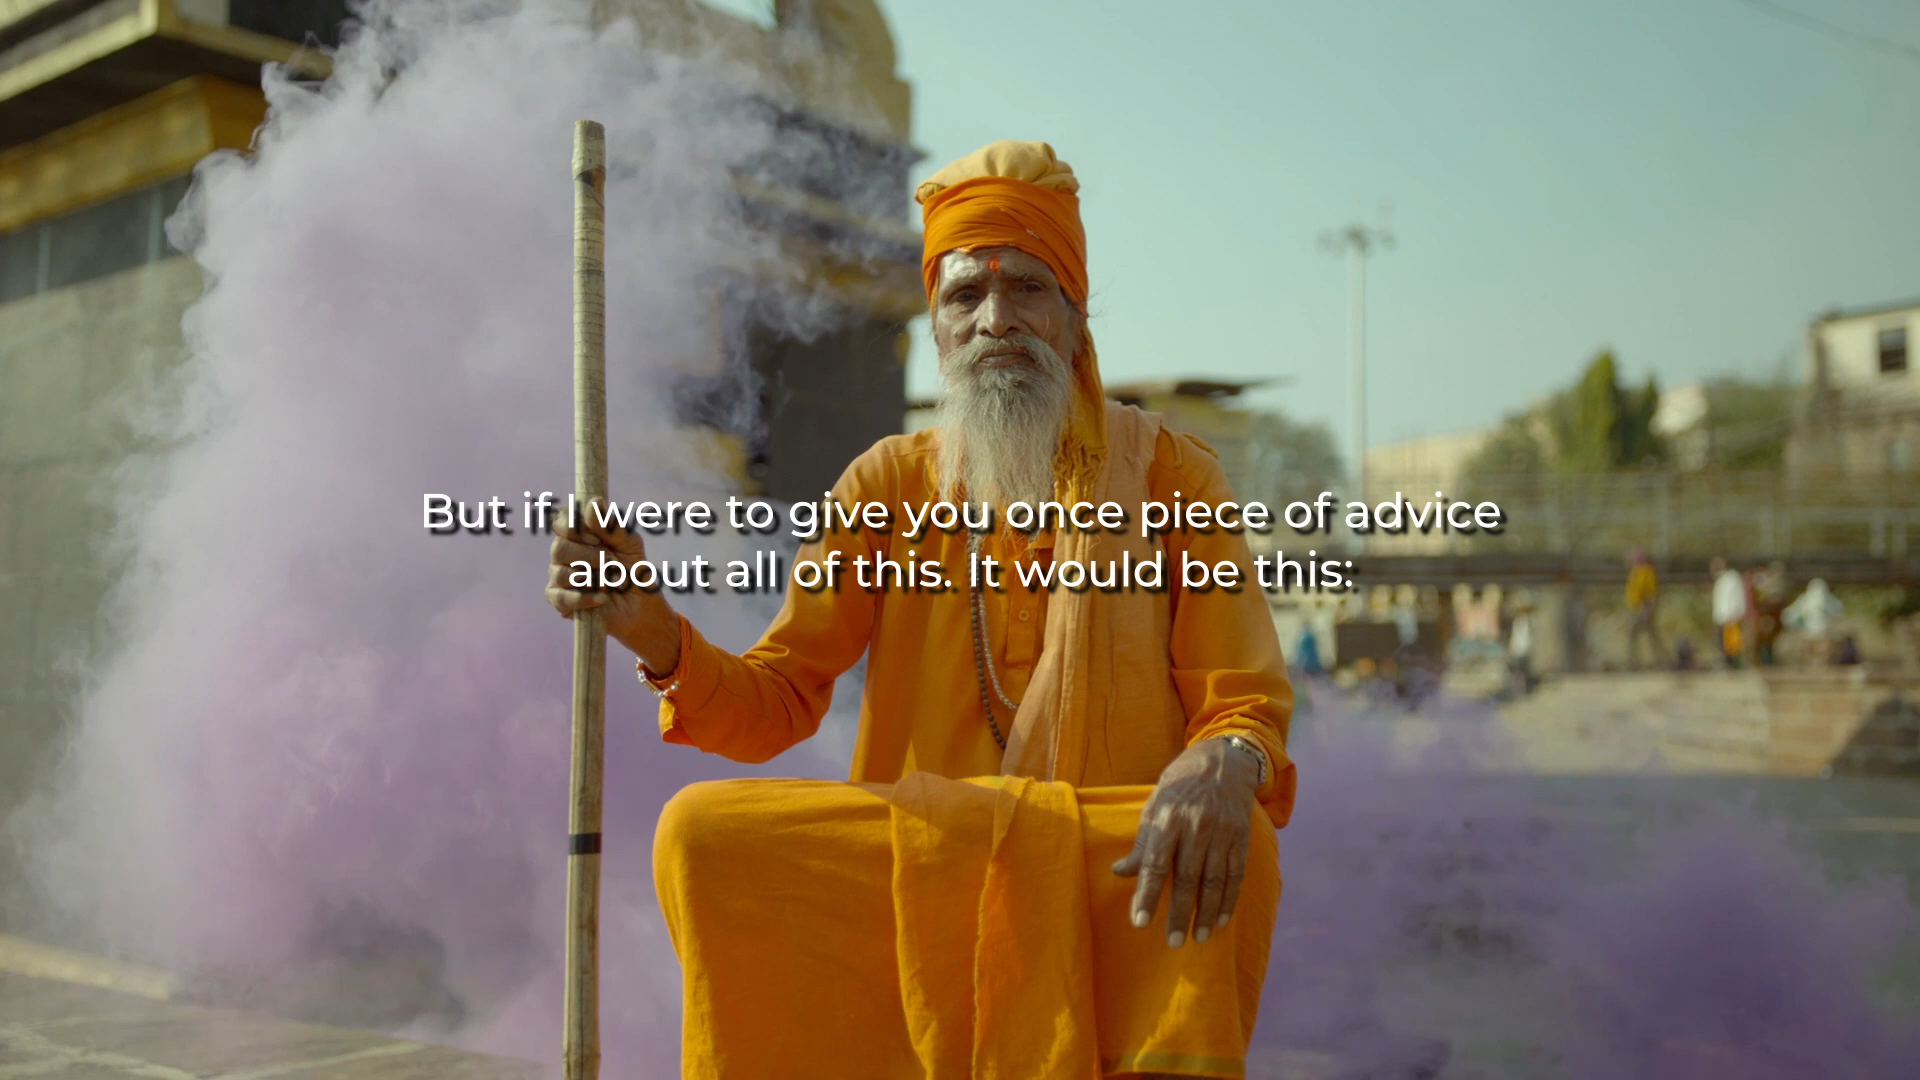 But if I were to give you once piece of advice
about all of this. It would be this: